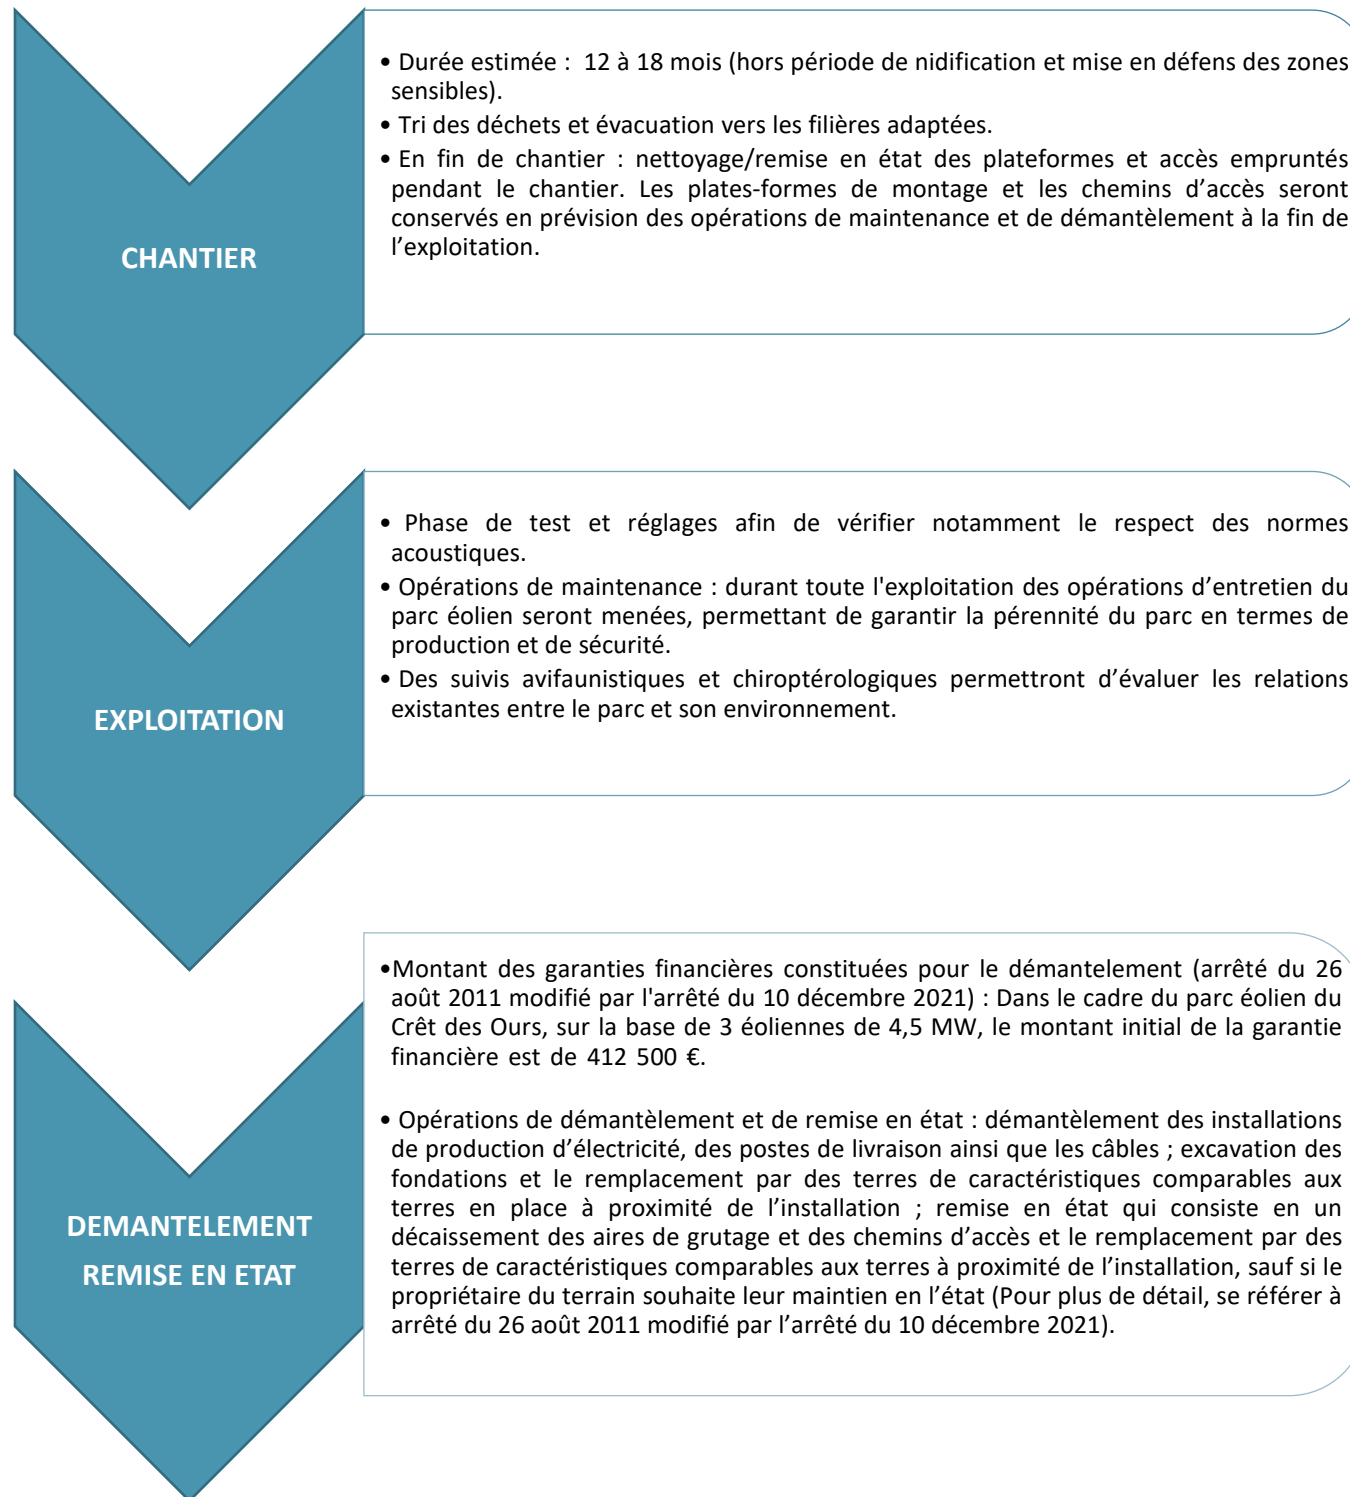 CHANTIER
• Durée estimée : 12 à 18 mois (hors période de nidification et mise en défens des zones
sensibles).
• Tri des déchets et évacuation vers les filières adaptées.
• En fin de chantier : nettoyage/remise en état des plateformes et accès empruntés
pendant le chantier. Les plates-formes de montage et les chemins d’accès seront
conservés en prévision des opérations de maintenance et de démantèlement à la fin de
l’exploitation.
EXPLOITATION
• Phase de test et réglages afin de vérifier notamment le respect des normes
acoustiques.
• Opérations de maintenance : durant toute l'exploitation des opérations d’entretien du
parc éolien seront menées, permettant de garantir la pérennité du parc en termes de
production et de sécurité.
• Des suivis avifaunistiques et chiroptérologiques permettront d’évaluer les relations
existantes entre le parc et son environnement.
DEMANTELEMENT
REMISE EN ETAT
•Montant des garanties financières constituées pour le démantelement (arrêté du 26
août 2011 modifié par l'arrêté du 10 décembre 2021) : Dans le cadre du parc éolien du
Crêt des Ours, sur la base de 3 éoliennes de 4,5 MW, le montant initial de la garantie
financière est de 412 500 €.
• Opérations de démantèlement et de remise en état : démantèlement des installations
de production d’électricité, des postes de livraison ainsi que les câbles ; excavation des
fondations et le remplacement par des terres de caractéristiques comparables aux
terres en place à proximité de l’installation ; remise en état qui consiste en un
décaissement des aires de grutage et des chemins d’accès et le remplacement par des
terres de caractéristiques comparables aux terres à proximité de l’installation, sauf si le
propriétaire du terrain souhaite leur maintien en l’état (Pour plus de détail, se référer à
arrêté du 26 août 2011 modifié par l’arrêté du 10 décembre 2021).